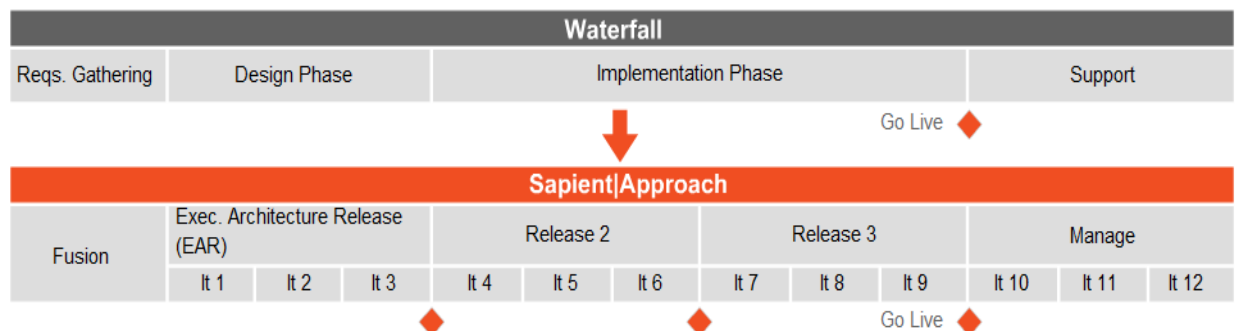 Waterfall
Reqs. Gathering Design Phase Implementation Phase Support
Go Live
Sapient|Approach
Fusion Exec. Architecture Release (EAR) Release 2 Release 3 Manage
It 1 It 2 It 3 It 4 It 5 It 6 It 7 It 8 It 9 It 10 It 11 It 12
Go Live